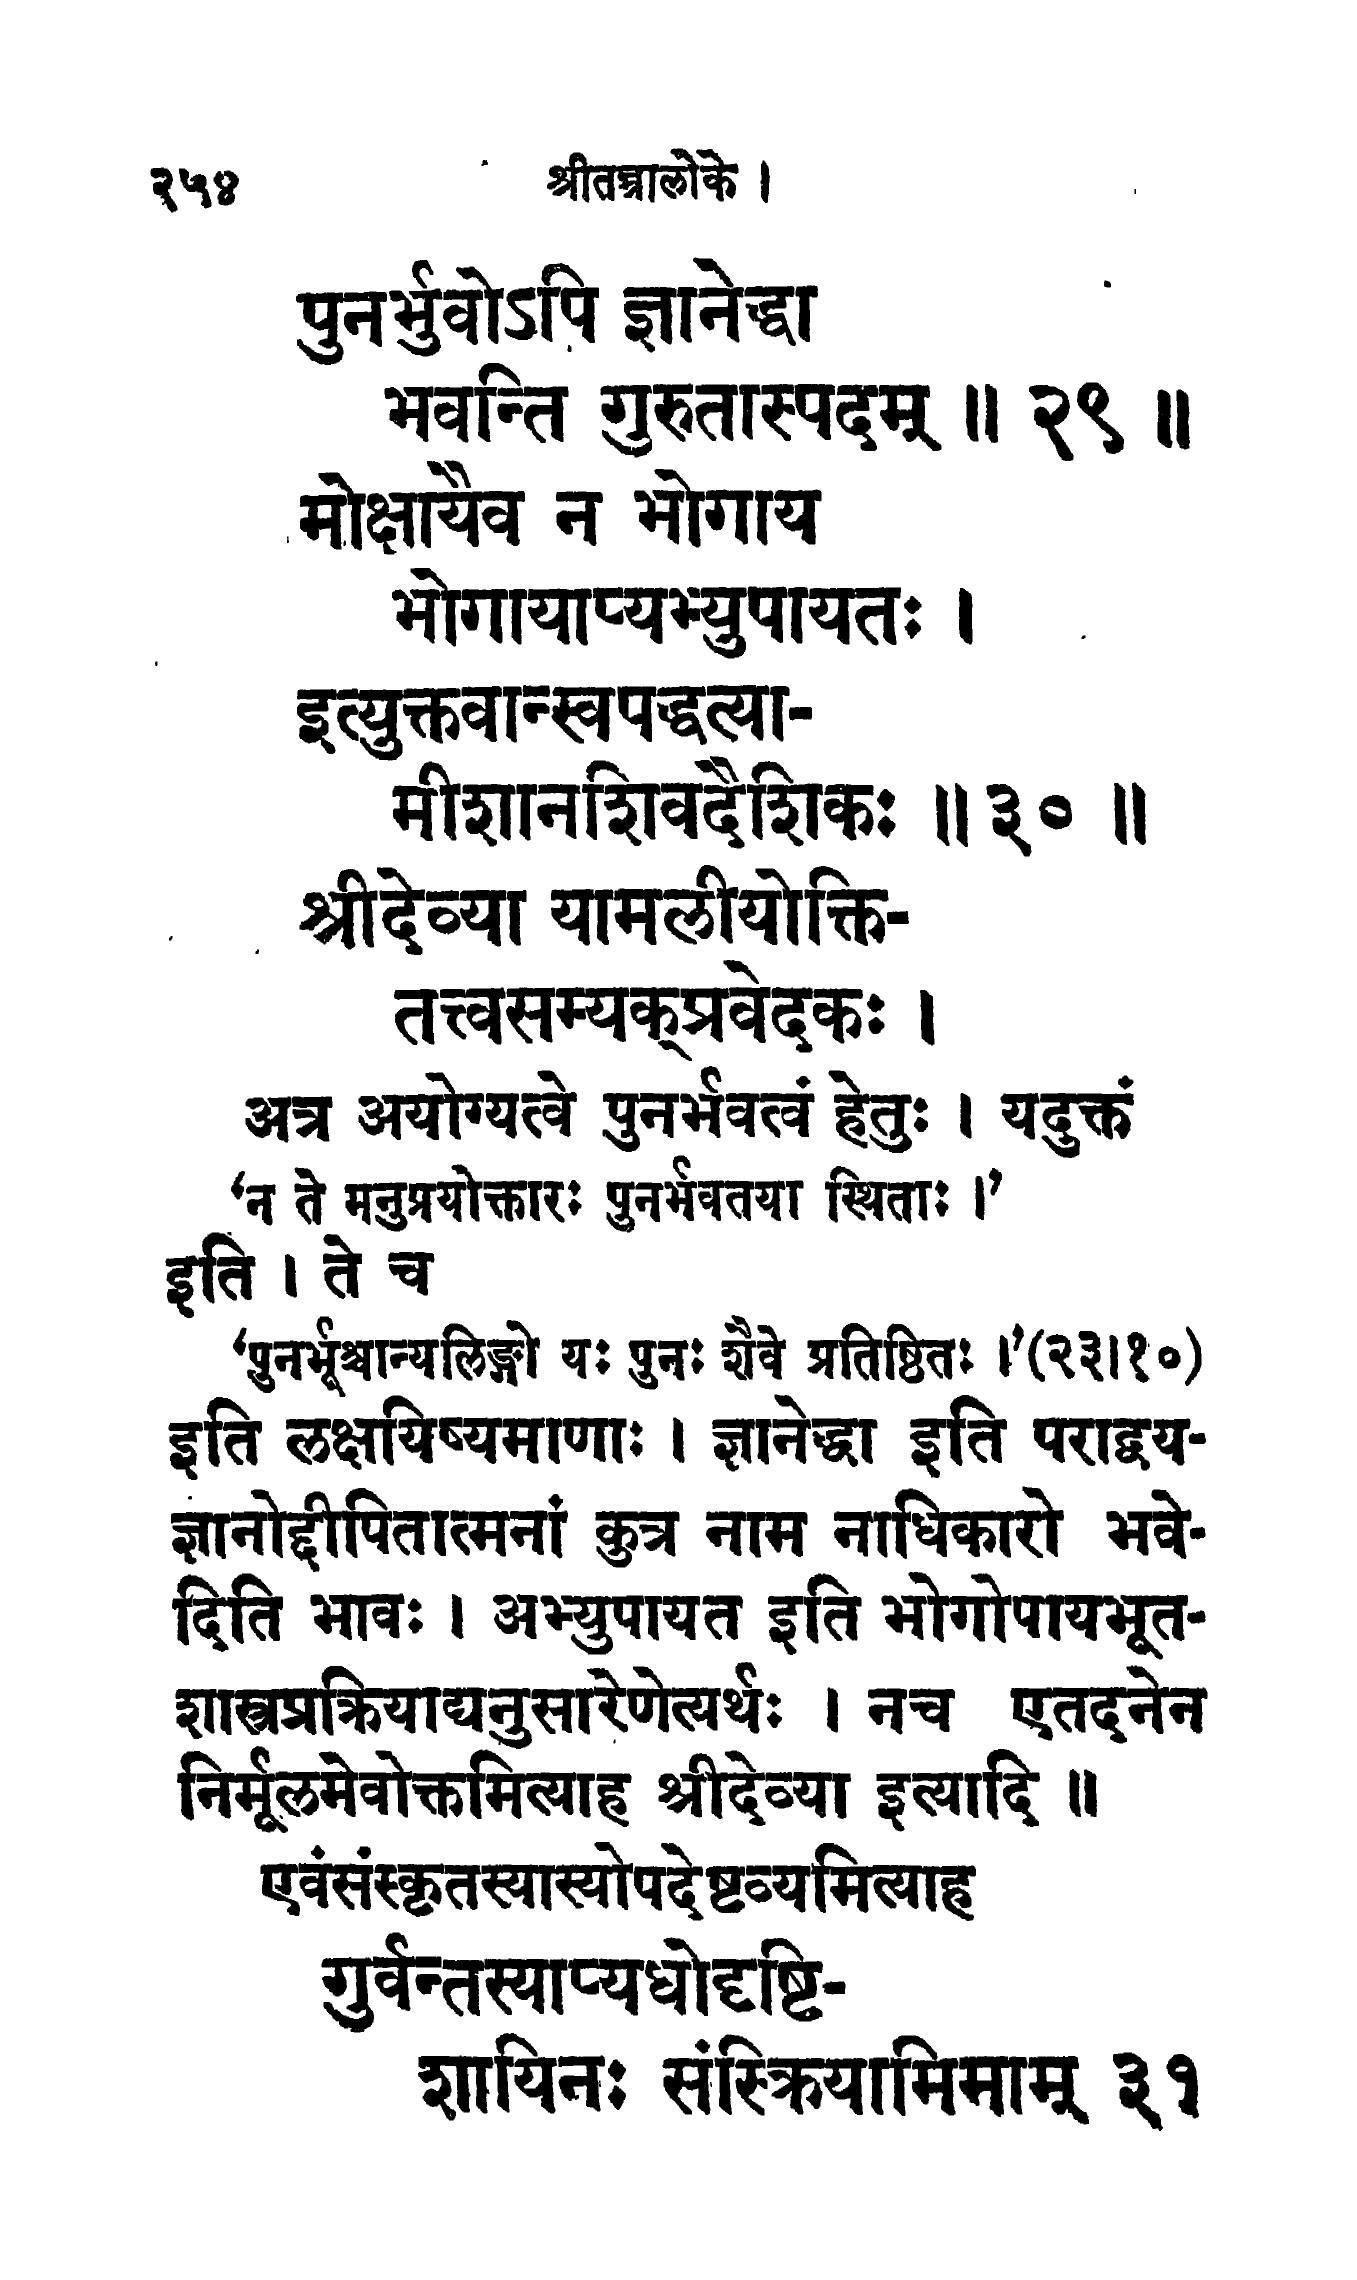 २५४ श्रीतन्त्रालोके ।
पुनर्भुवोऽपि ज्ञानेद्धा
भवन्ति गुरुतास्पदम् ॥ २९ ॥
मोक्षायैव न भोगाय
भोगायाप्यभ्युपायतः ।
इत्युक्तवान्स्वपद्धत्या-
मीशानशिवदैशिकः ॥ ३० ॥
श्रीदेव्या यामलीयोक्ति-
तत्त्वसम्यक्प्रवेदकः ।
अत्र अयोग्यत्वे पुनर्भवत्वं हेतुः । यदुक्तं
‘न ते मनुप्रयोक्तारः पुनर्भवतया स्थिताः ।’
इति । ते च
‘पुनर्भूश्चान्यलिङ्गो यः पुनः शैवे प्रतिष्ठितः ।’(२३।१०)
इति लक्षयिष्यमाणाः । ज्ञानेद्धा इति पराद्वय-
ज्ञानोद्दीपितात्मनां कुत्र नाम नाधिकारो भवे-
दिति भावः । अभ्युपायत इति भोगोपायभूत-
शास्त्रप्रक्रियाद्यनुसारेणेत्यर्थः । नच एतदनेन
निर्मूलमेवोक्तमित्याह श्रीदेव्या इत्यादि ॥
एवंसंस्कृतस्यास्योपदेष्टव्यमित्याह
गुर्वन्तस्याप्यधोदृष्टि-
शायिनः संस्क्रियामिमाम् ३१